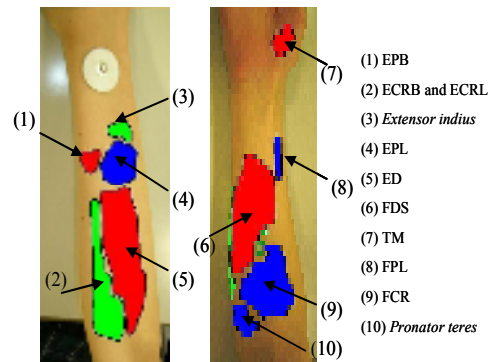 (1)
(3)
(4)
(2)
(5)
(7)
(8)
(6)
(9)
(10)
(1) EPB
(2) ECRB and ECRL
(3) Extensor indius
(4) EPL
(5) ED
(6) FDS
(7) TM
(8) FPL
(9) FCR
(10) Pronator teres